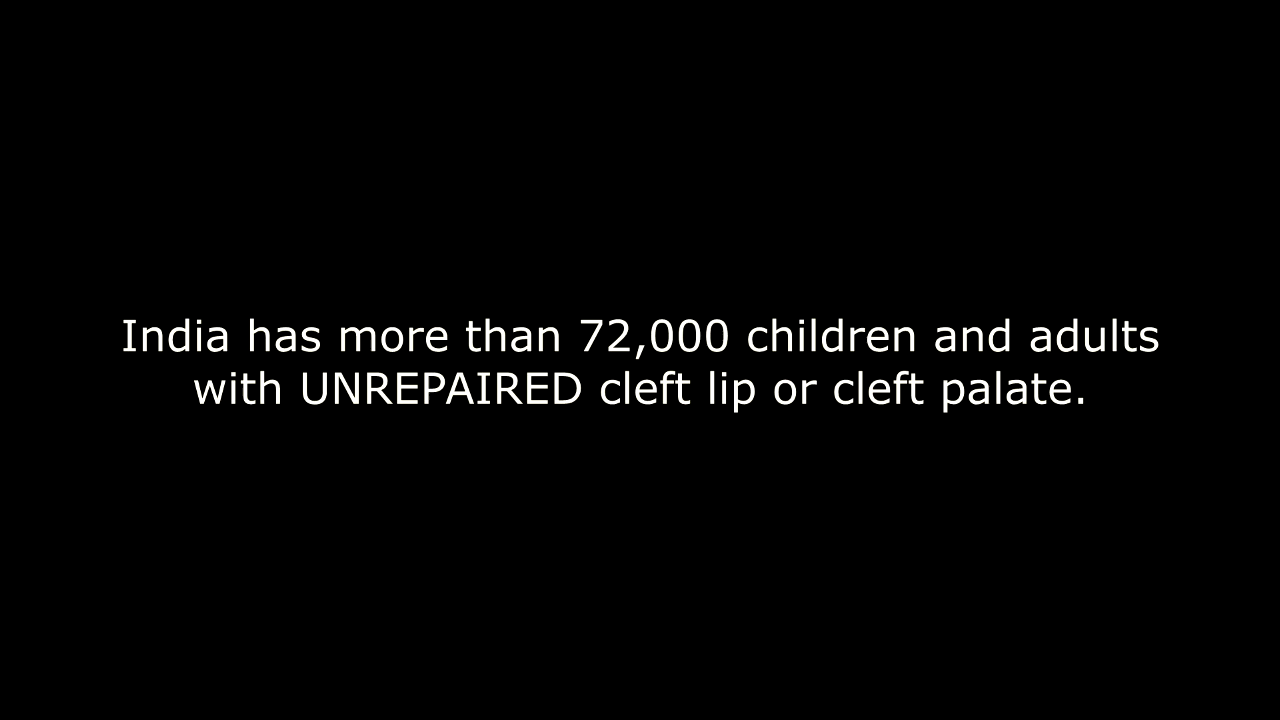 India has more than 72,000 children and adults
with UNREPAIRED cleft lip or cleft palate.